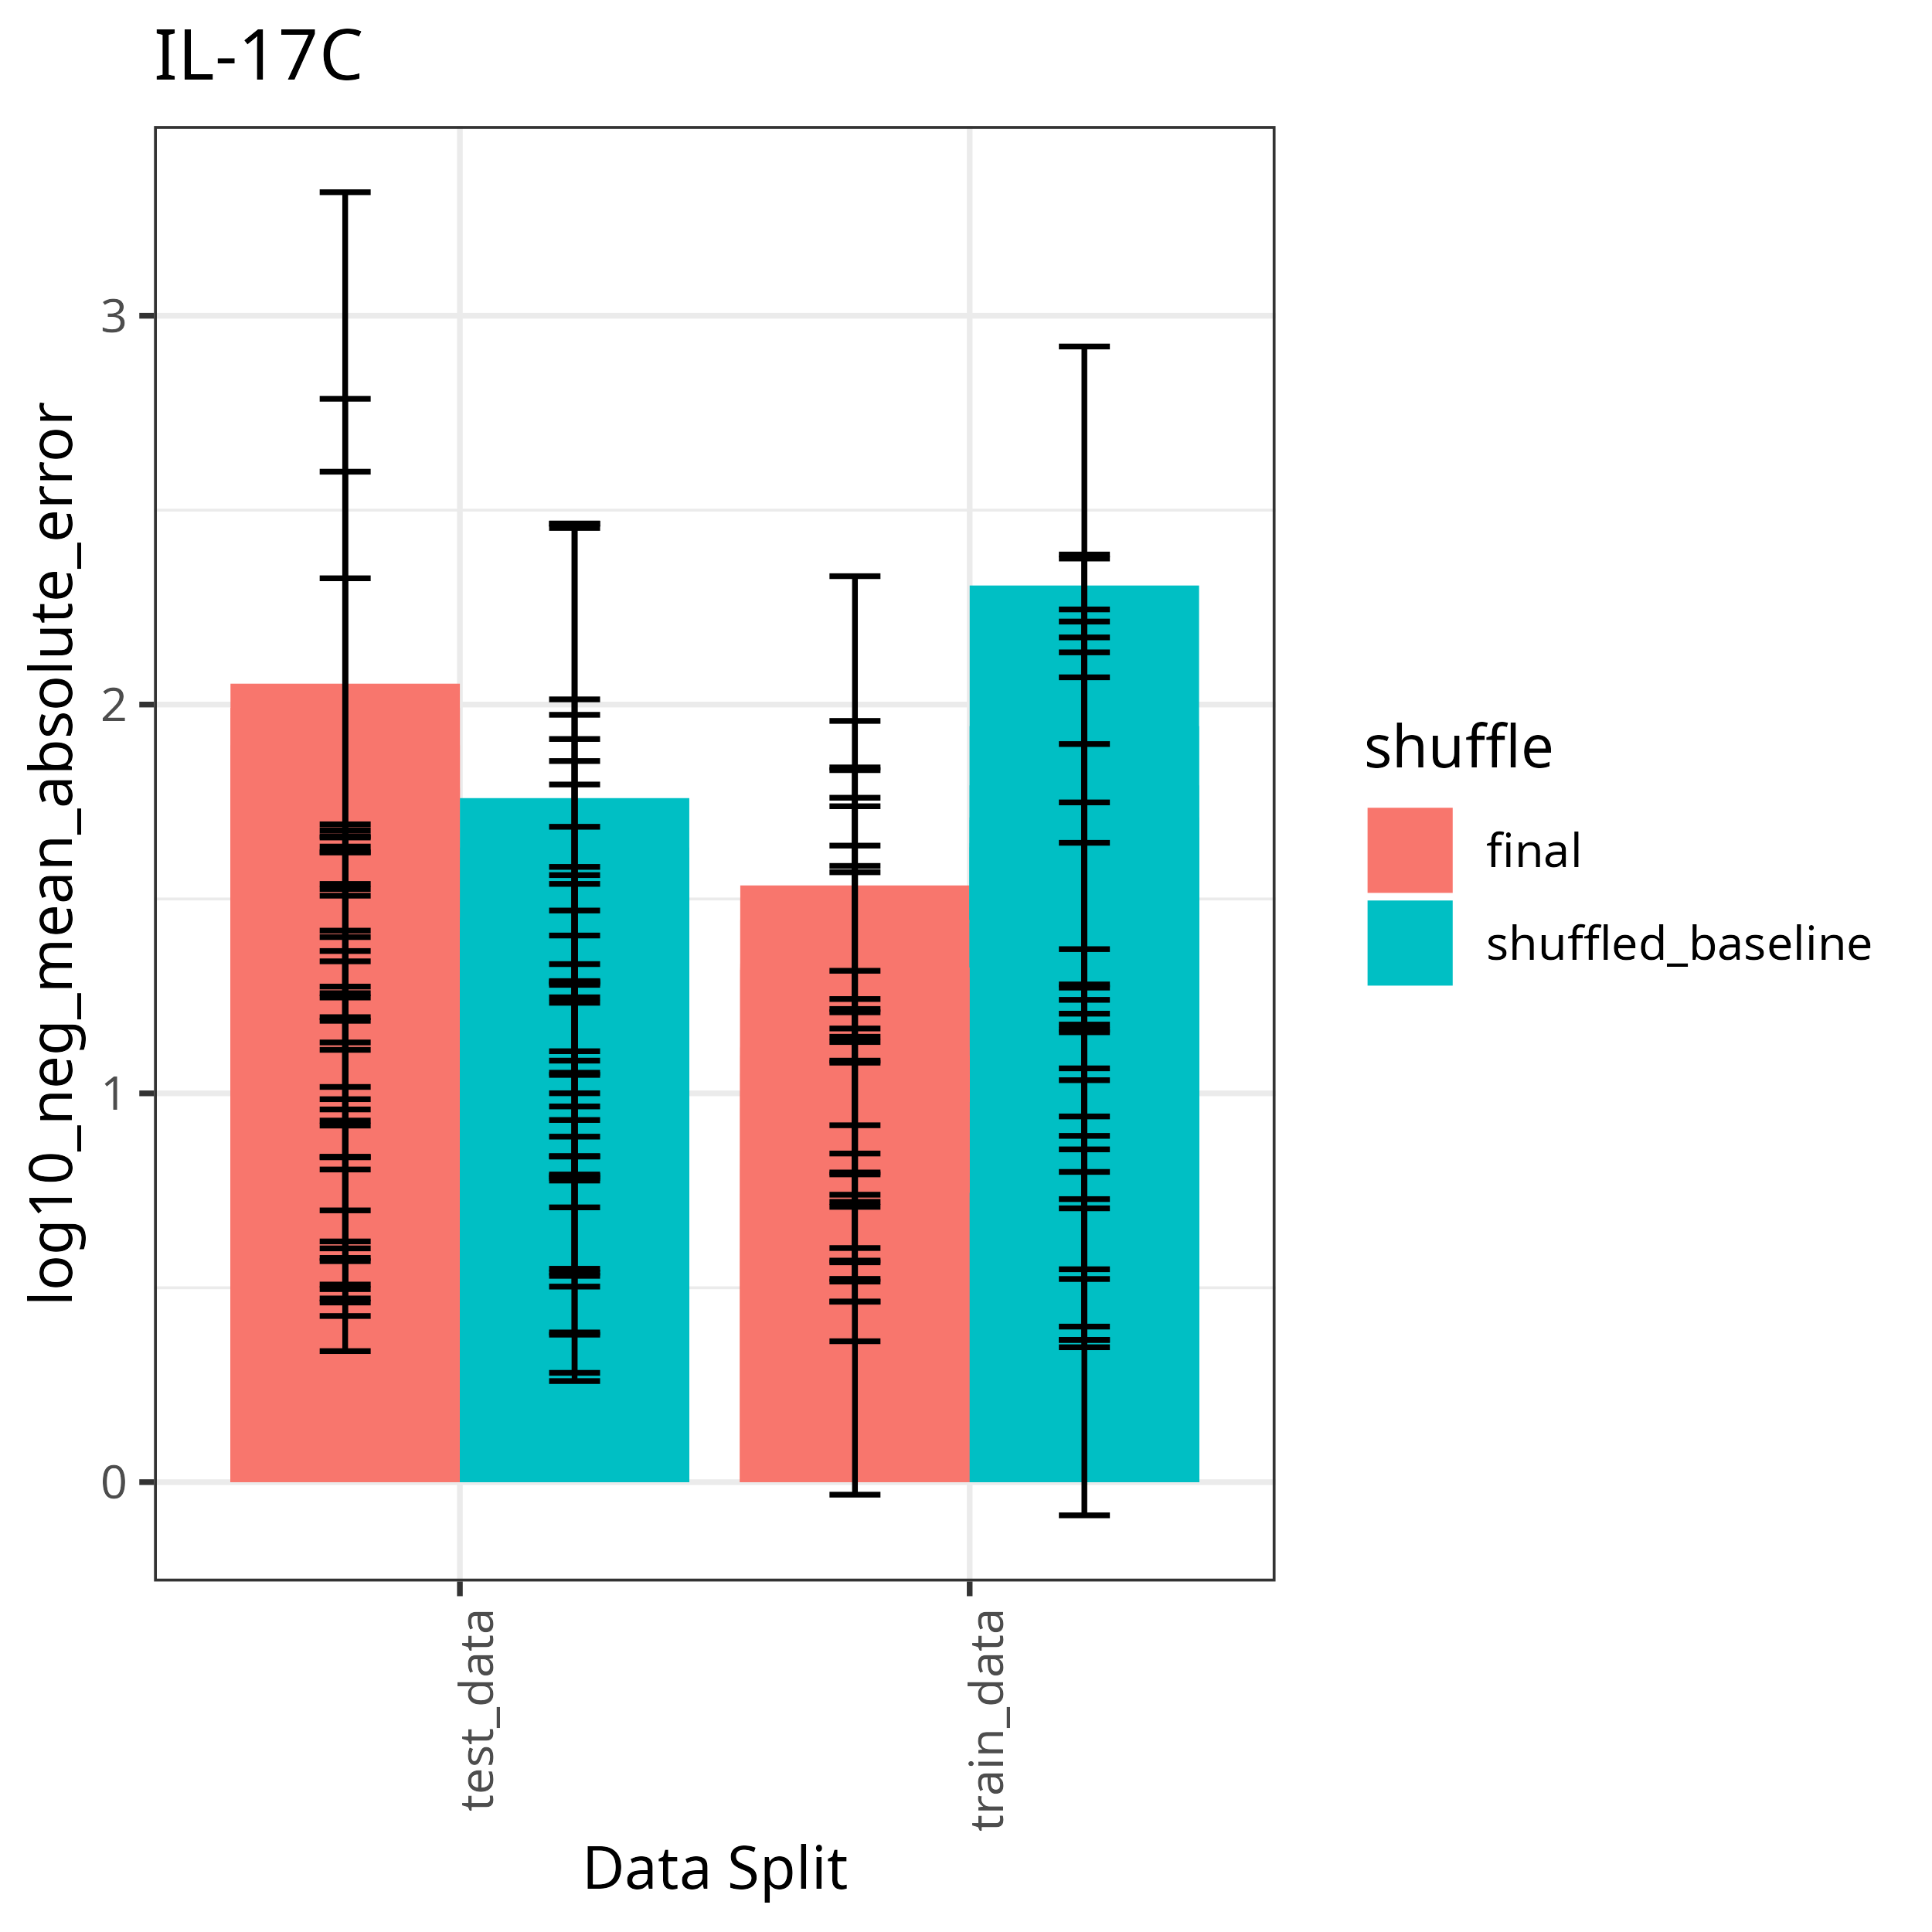 IL-17C
log10_neg_mean_absolute_error
3
2
1
0
test_data
train_data
Data Split
shuffle
final
shuffled_baseline